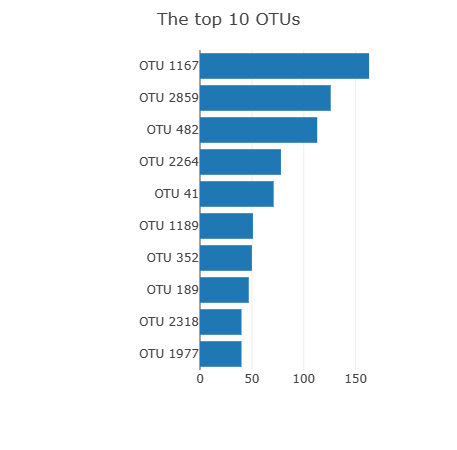 The top 10 OTUs
OTU 1167
OTU 2859
OTU 482
OTU 2264
OTU 41
OTU 1189
OTU 352
OTU 189
OTU 2318
OTU 1977
0 50 100 150